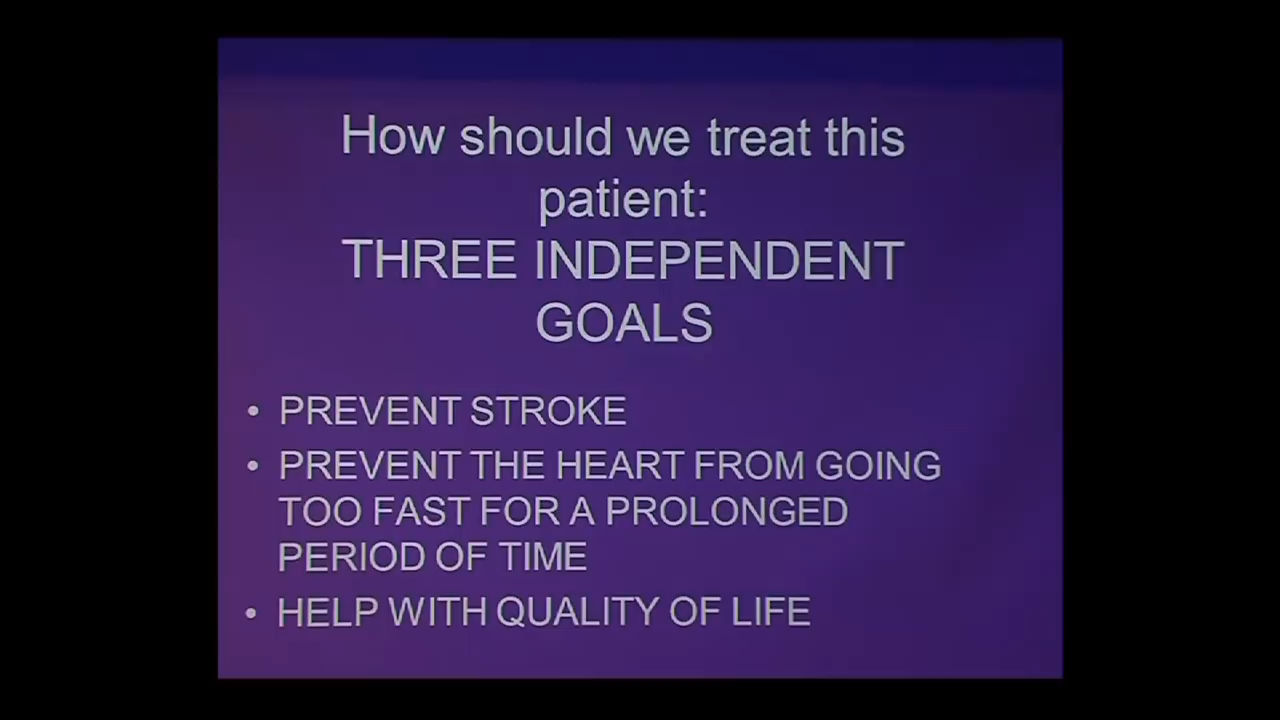 How should we treat this
patient:
THREE INDEPENDENT
GOALS
• PREVENT STROKE
• PREVENT THE HEART FROM GOING
TOO FAST FOR A PROLONGED
PERIOD OF TIME
• HELP WITH QUALITY OF LIFE